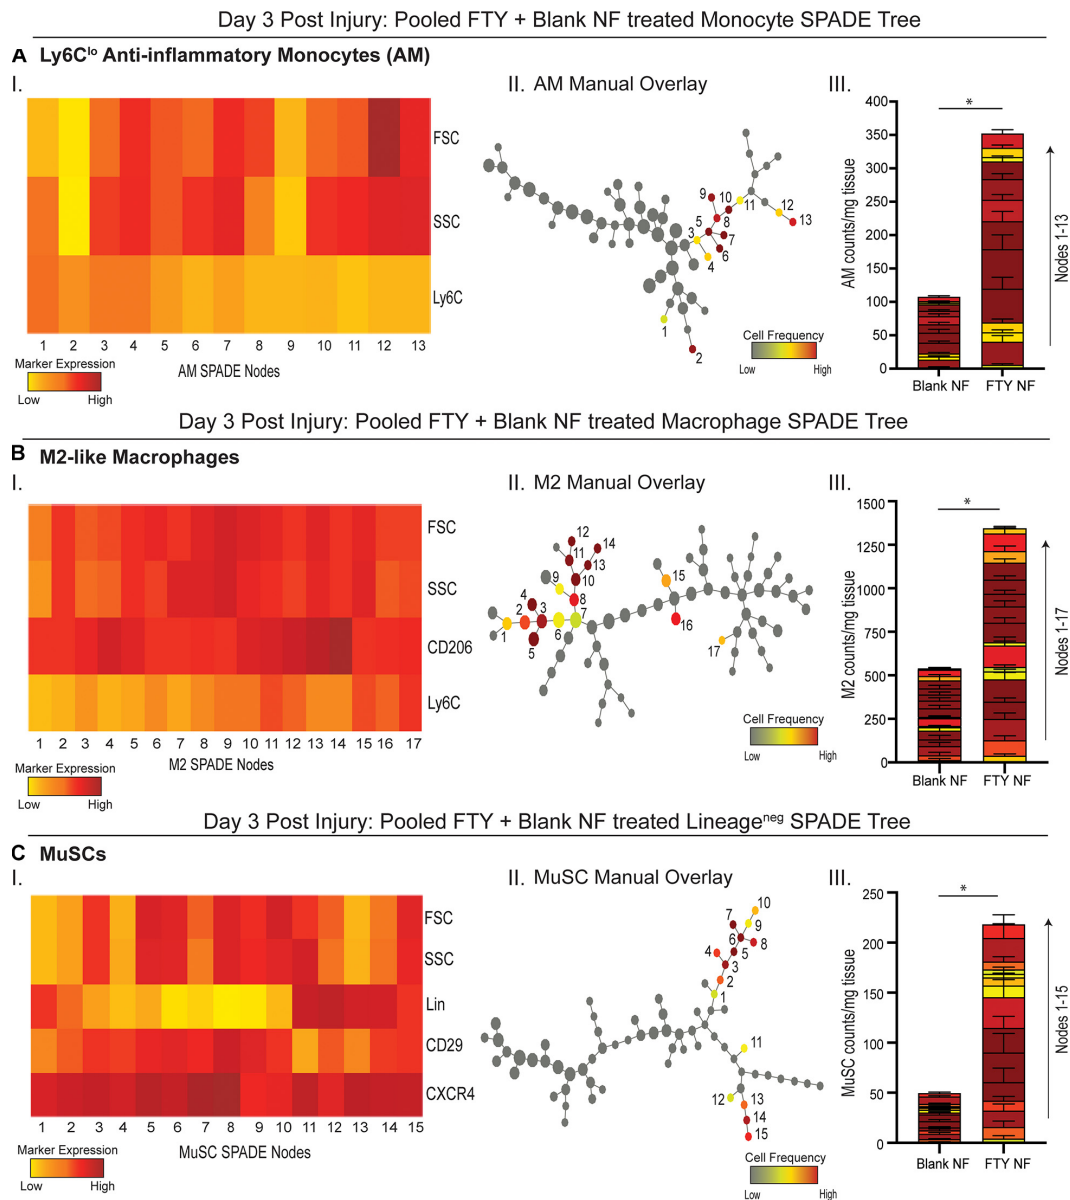 Day 3 Post Injury: Pooled FTY + Blank NF treated Monocyte SPADE Tree
A Ly6Clo Anti-inflammatory Monocytes (AM)
I.
FSC
SSC
Ly6C
1 2 3 4 5 6 7 8 9 10 11 12 13
Marker Expression
Low High
AM SPADE Nodes
II. AM Manual Overlay
9 10 11 12 13
5 8
3 7
6
4
1
2
Cell Frequency
Low High
III.
400
350
300
250
200
150
100
50
0
AM counts/mg tissue
*
Nodes 1-13
Blank NF FTY NF
Day 3 Post Injury: Pooled FTY + Blank NF treated Macrophage SPADE Tree
B M2-like Macrophages
I.
FSC
SSC
CD206
Ly6C
1 2 3 4 5 6 7 8 9 10 11 12 13 14 15 16 17
M2 SPADE Nodes
Marker Expression
Low High
II. M2 Manual Overlay
12
14
11
13
9 10
15
4
8
2 3 7
1 6
16
5
17
Cell Frequency
Low High
III.
1500
1250
1000
750
500
250
0
M2 counts/mg tissue
*
Nodes 1-17
Blank NF FTY NF
Day 3 Post Injury: Pooled FTY + Blank NF treated Lineageneg SPADE Tree
C MuSCs
I.
FSC
SSC
Lin
CD29
CXCR4
1 2 3 4 5 6 7 8 9 10 11 12 13 14 15
MuSC SPADE Nodes
Marker Expression
Low High
II. MuSC Manual Overlay
10
7
9
6
8
4 5
3
2
1
11
12 13
14
15
Cell Frequency
Low High
III.
250
200
150
100
50
0
MuSC counts/mg tissue
*
Nodes 1-15
Blank NF FTY NF